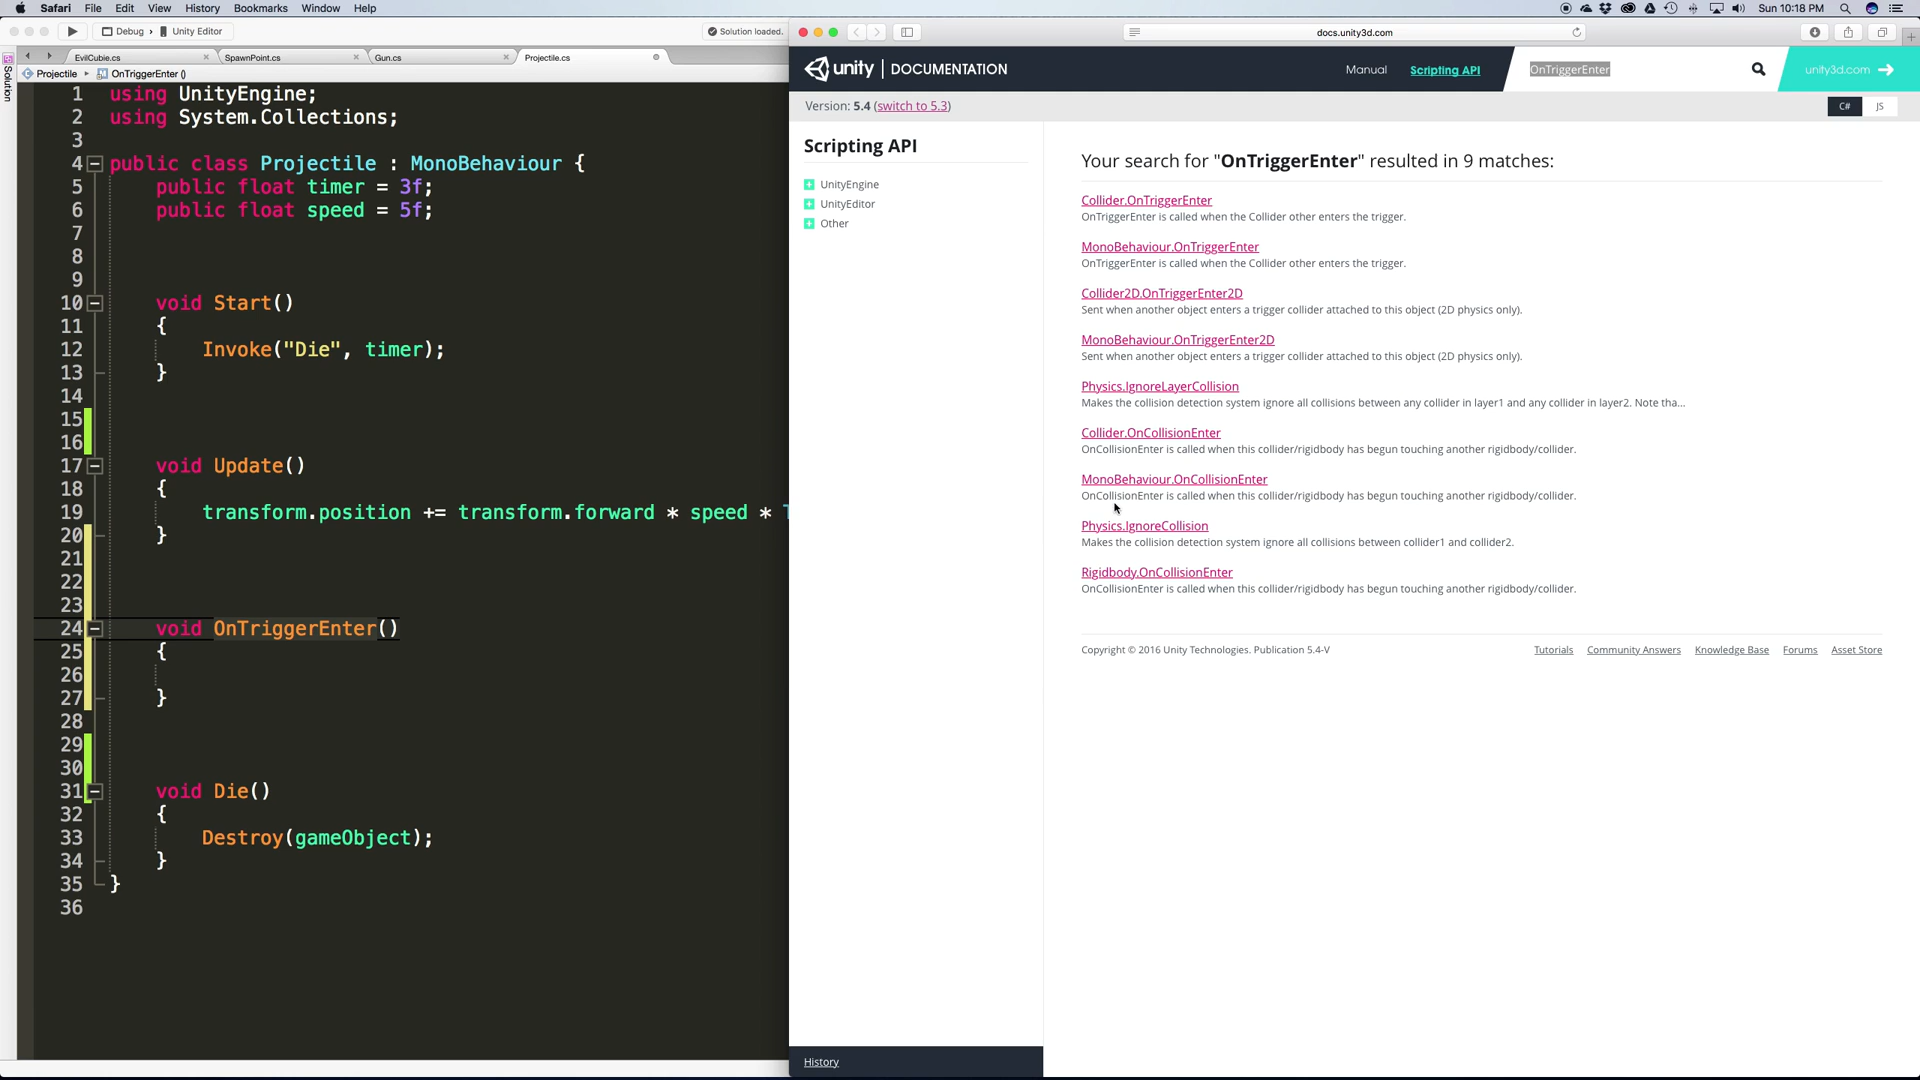 Safari File Edit View History Bookmarks Window Help
Sun 10:18 PM
Debug Unity Editor
Solution loaded.
Solution
EvilCubie.cs SpawnPoint.cs Gun.cs Projectile.cs
Projectile OnTriggerEnter ()
1 using UnityEngine;
2 using System.Collections;
3
4 public class Projectile : MonoBehaviour {
5 public float timer = 3f;
6 public float speed = 5f;
7
8
9
10 void Start()
11 {
12 Invoke("Die", timer);
13 }
14
15
16
17 void Update()
18 {
19 transform.position += transform.forward * speed *
20 }
21
22
23
24 void OnTriggerEnter()
25 {
26
27 }
28
29
30
31 void Die()
32 {
33 Destroy(gameObject);
34 }
35 }
36
docs.unity3d.com
unity | DOCUMENTATION
Manual Scripting API
OnTriggerEnter
unity3d.com
Version: 5.4 (switch to 5.3)
C# JS
Scripting API
UnityEngine
UnityEditor
Other
Your search for "OnTriggerEnter" resulted in 9 matches:
Collider.OnTriggerEnter
OnTriggerEnter is called when the Collider other enters the trigger.
MonoBehaviour.OnTriggerEnter
OnTriggerEnter is called when the Collider other enters the trigger.
Collider2D.OnTriggerEnter2D
Sent when another object enters a trigger collider attached to this object (2D physics only).
MonoBehaviour.OnTriggerEnter2D
Sent when another object enters a trigger collider attached to this object (2D physics only).
Physics.IgnoreLayerCollision
Makes the collision detection system ignore all collisions between any collider in layer1 and any collider in layer2. Note tha...
Collider.OnCollisionEnter
OnCollisionEnter is called when this collider/rigidbody has begun touching another rigidbody/collider.
MonoBehaviour.OnCollisionEnter
OnCollisionEnter is called when this collider/rigidbody has begun touching another rigidbody/collider.
Physics.IgnoreCollision
Makes the collision detection system ignore all collisions between collider1 and collider2.
Rigidbody.OnCollisionEnter
OnCollisionEnter is called when this collider/rigidbody has begun touching another rigidbody/collider.
Copyright © 2016 Unity Technologies. Publication 5.4-V
Tutorials Community Answers Knowledge Base Forums Asset Store
History